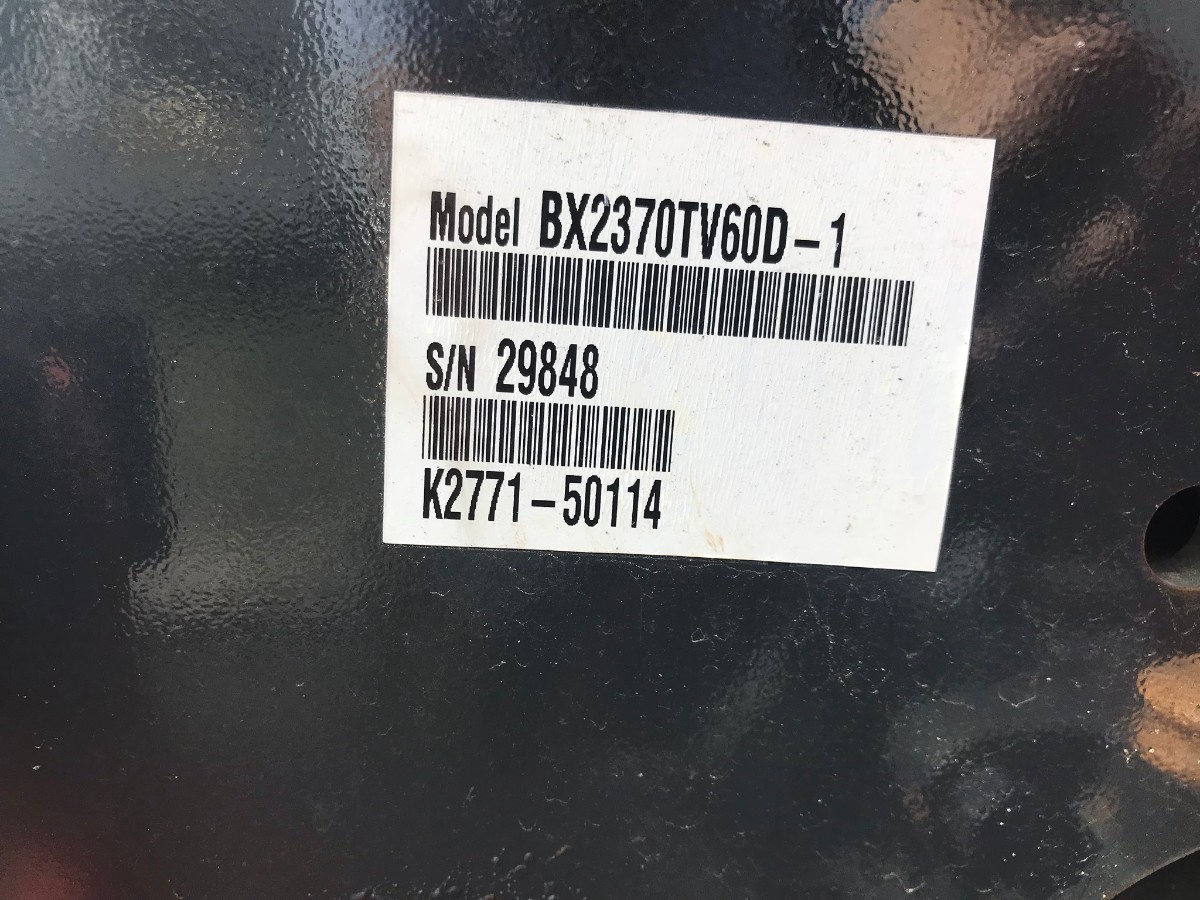 Model BX2370TV60D-1
S/N 29848
K2771-50114